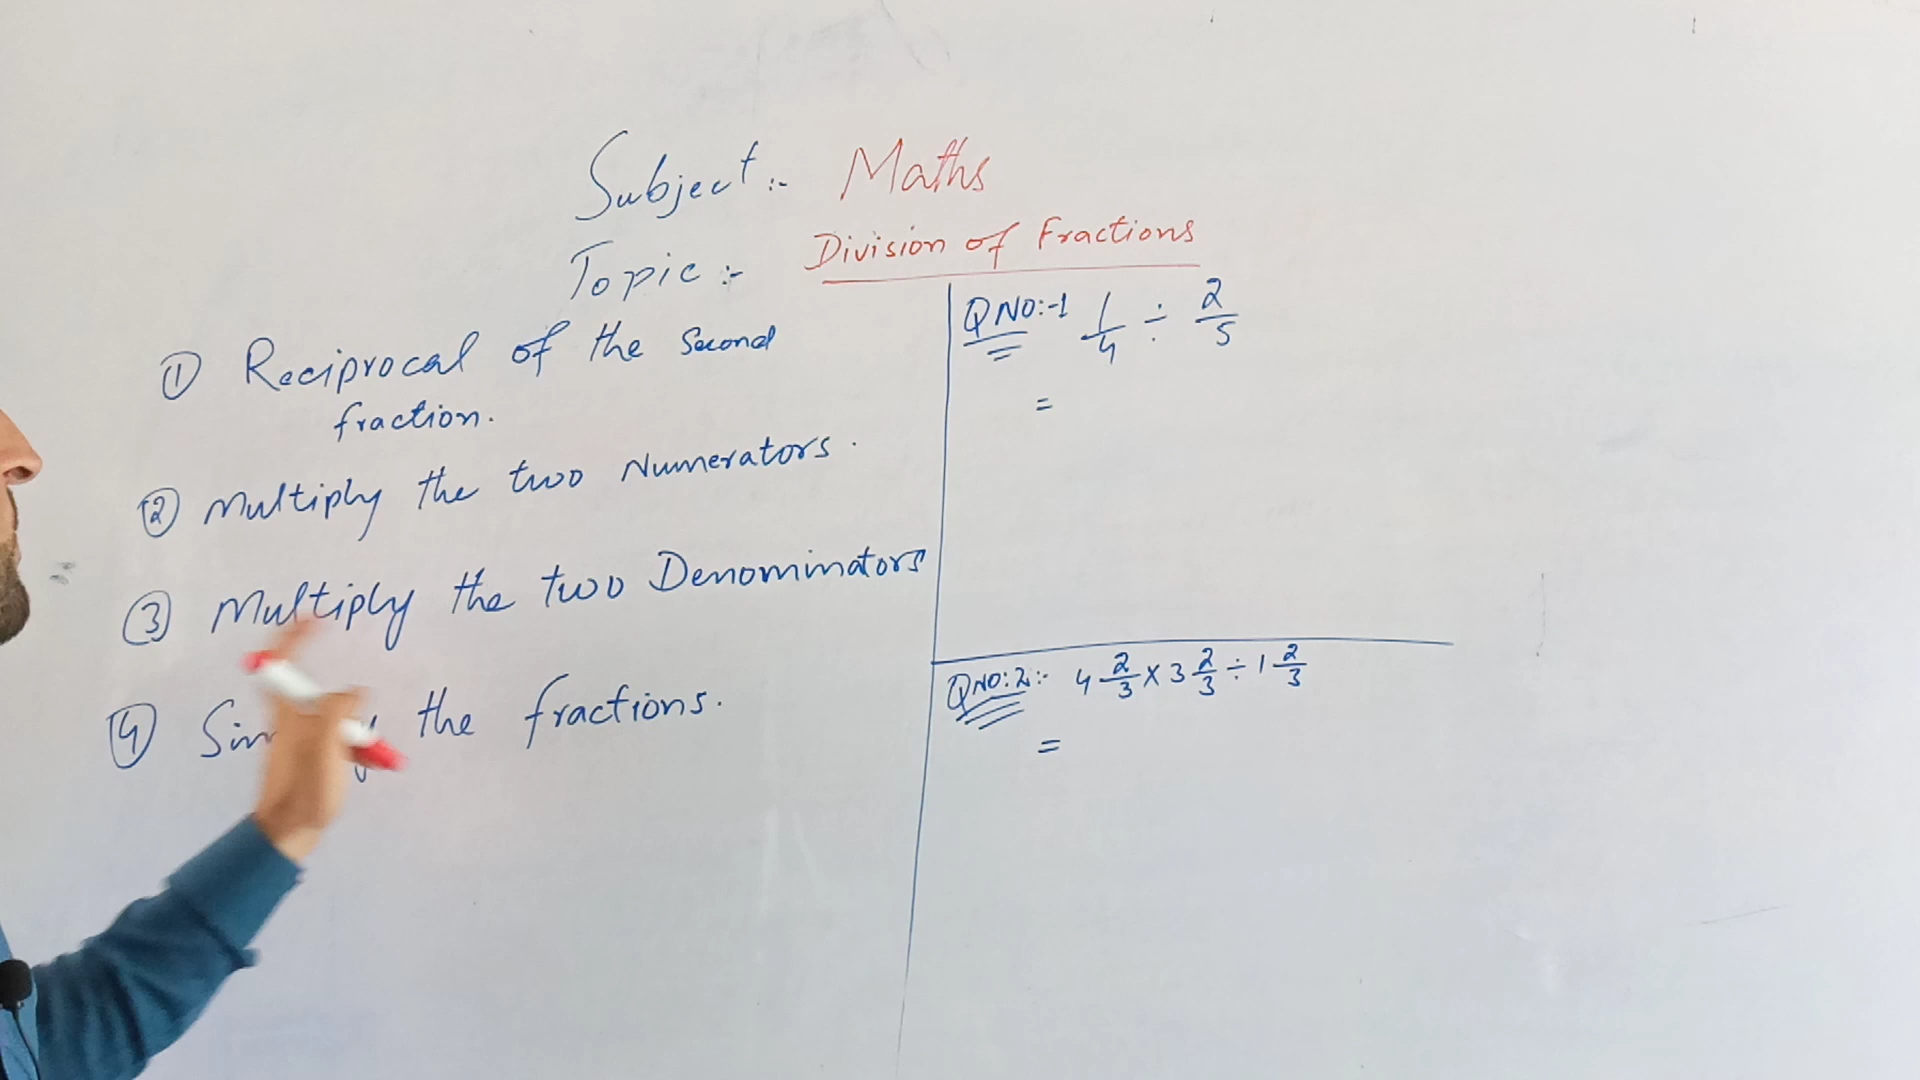 Subject:- Maths
Topic:- Division of Fractions
① Reciprocal of the Second
fraction.
② Multiply the two Numerators.
③ Multiply the two Denominators
④ the fractions.
QNO:-1 1/4 ÷ 2/5
=
QNO:2:- 4 2/3 x 3 2/3 ÷ 1 2/3
=